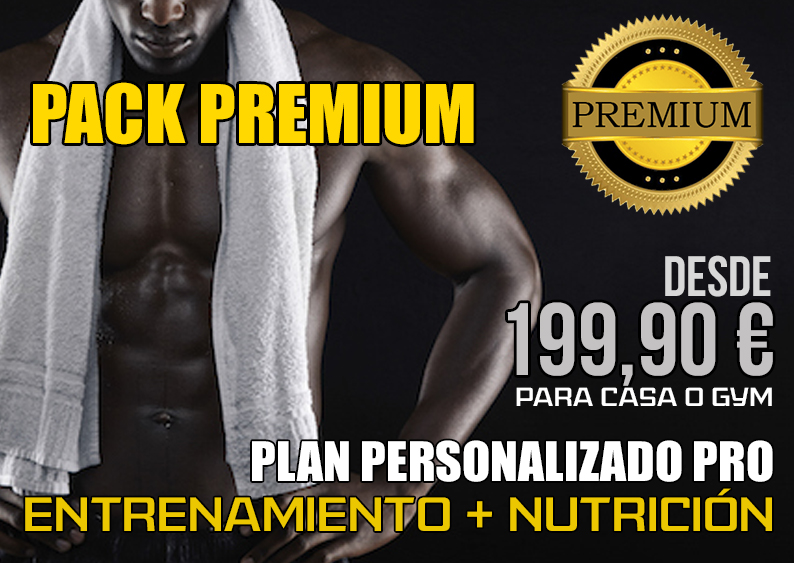 PACK PREMIUM
PREMIUM
DESDE
199,90 €
PARA CASA O GYM
PLAN PERSONALIZADO PRO
ENTRENAMIENTO + NUTRICIÓN